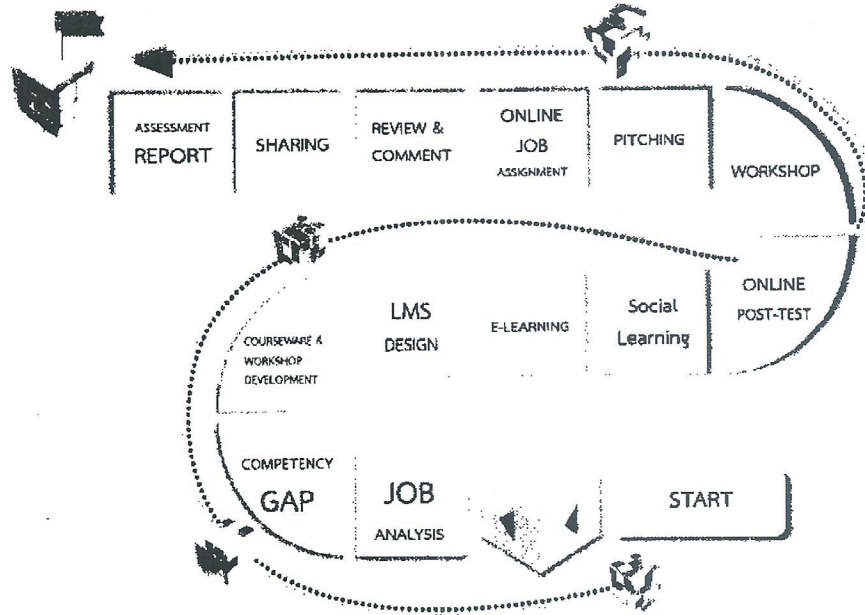 ASSESSMENT
REPORT
SHARING
REVIEW &
COMMENT
ONLINE
JOB
ASSIGNMENT
PITCHING
WORKSHOP
COURSEWARE &
WORKSHOP
DEVELOPMENT
LMS
DESIGN
E-LEARNING
Social
Learning
ONLINE
POST-TEST
COMPETENCY
GAP
JOB
ANALYSIS
START